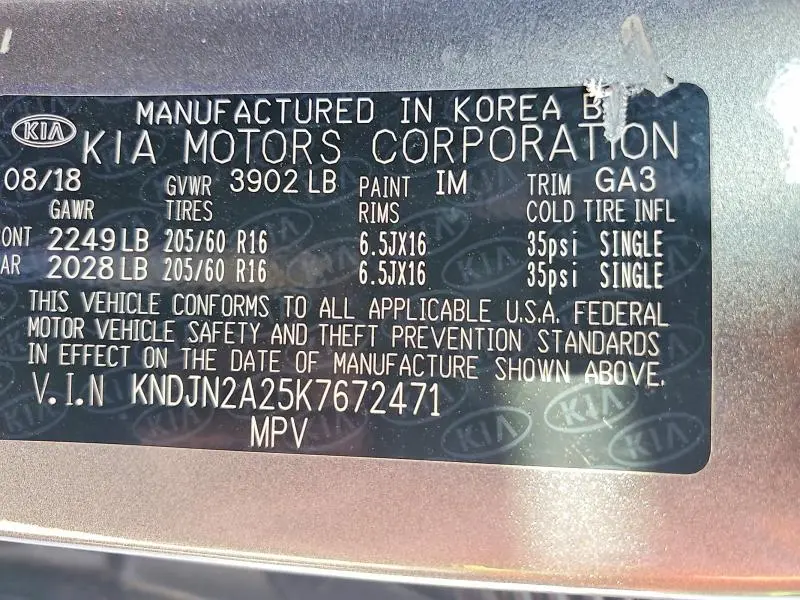 MANUFACTURED IN KOREA B
KIA
KIA MOTORS CORPORATION
08/18 GVWR 3902 LB PAINT IM TRIM GA3
GAWR TIRES RIMS COLD TIRE INFL
ONT 2249 LB 205/60 R16 6.5JX16 35psi SINGLE
AR 2028 LB 205/60 R16 6.5JX16 35psi SINGLE
THIS VEHICLE CONFORMS TO ALL APPLICABLE U.S.A. FEDERAL
MOTOR VEHICLE SAFETY AND THEFT PREVENTION STANDARDS
IN EFFECT ON THE DATE OF MANUFACTURE SHOWN ABOVE.
V.I.N KNDJN2A25K7672471
MPV